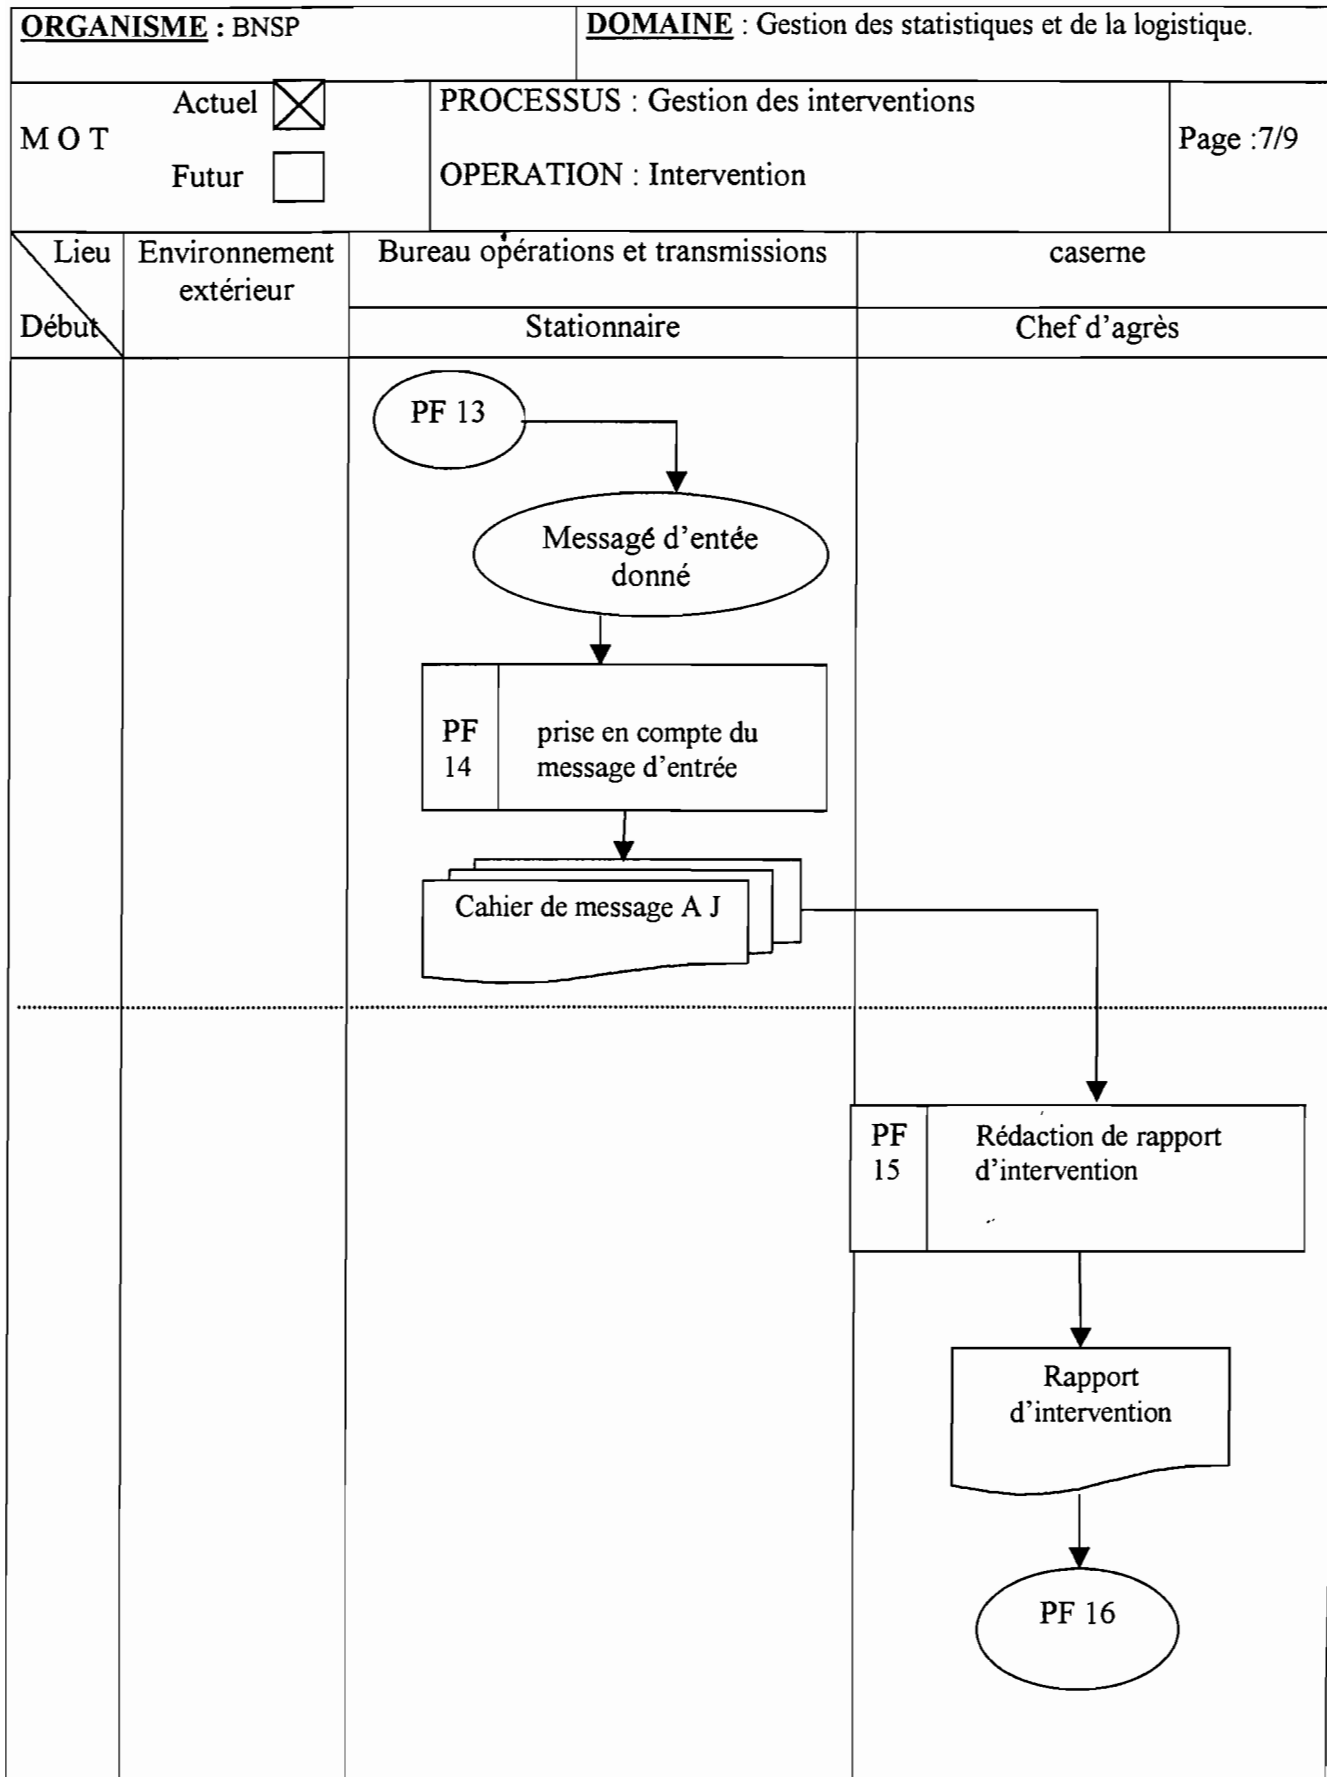 ORGANISME : BNSP
DOMAINE : Gestion des statistiques et de la logistique.
M O T
Actuel
Futur
PROCESSUS : Gestion des interventions
OPERATION : Intervention
Page :7/9
Lieu
Début
Environnement
extérieur
Bureau opérations et transmissions
caserne
Stationnaire
Chef d'agrès
PF 13
Messagé d'entée
donné
PF
14
prise en compte du
message d'entrée
Cahier de message A J
PF
15
Rédaction de rapport
d'intervention
Rapport
d'intervention
PF 16